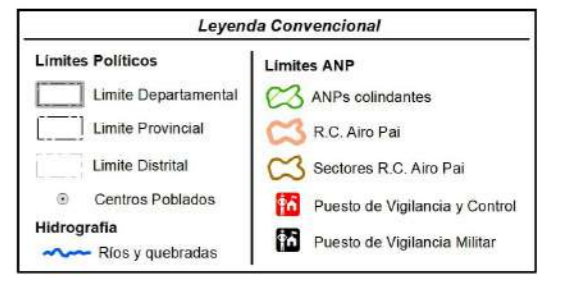 Leyenda Convencional
Límites Políticos
Limite Departamental
Limite Provincial
Limite Distrital
Centros Poblados
Hidrografia
Ríos y quebradas
Límites ANP
ANPs colindantes
R.C. Airo Pai
Sectores R.C. Airo Pai
Puesto de Vigilancia y Control
Puesto de Vigilancia Militar